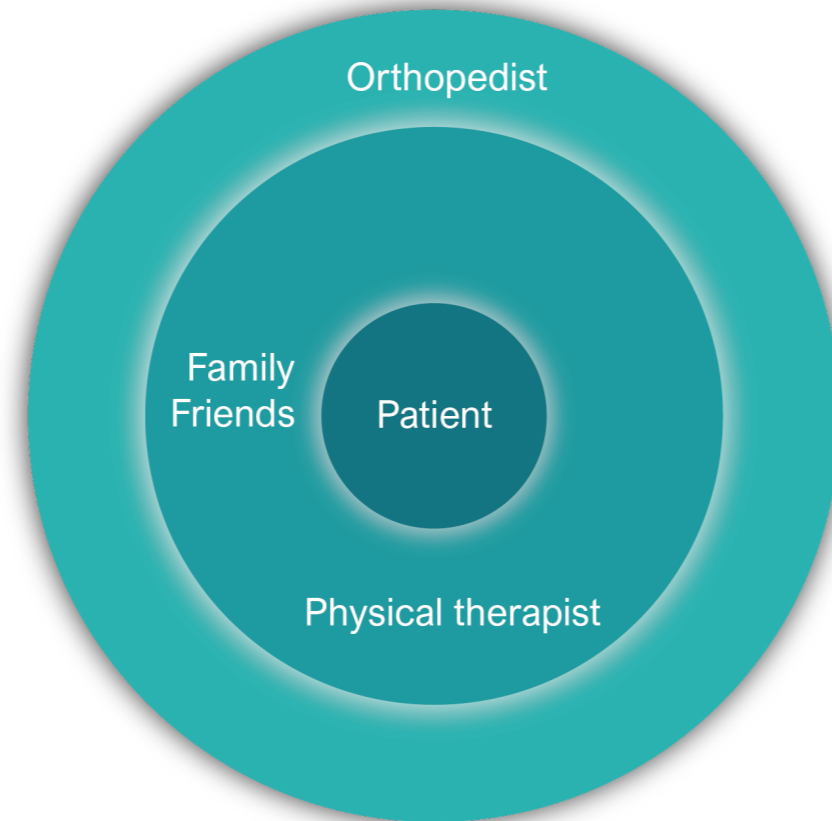 Orthopedist
Family
Friends
Patient
Physical therapist